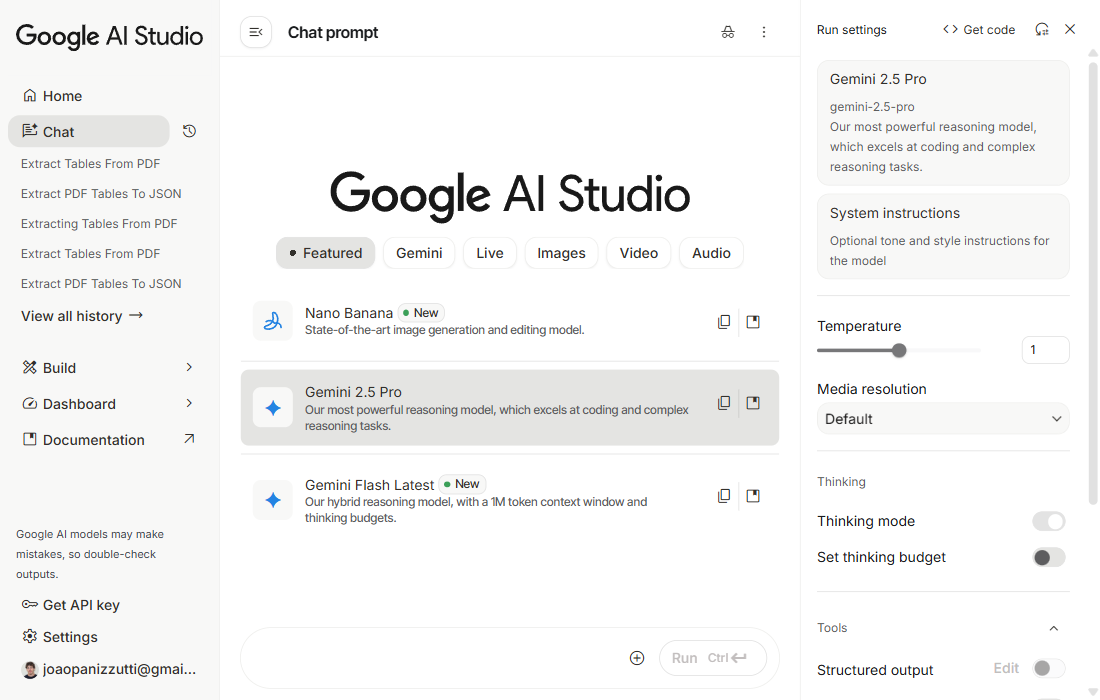 Google AI Studio
Home
Chat
Extract Tables From PDF
Extract PDF Tables To JSON
Extracting Tables From PDF
Extract Tables From PDF
Extract PDF Tables To JSON
View all history
Build
Dashboard
Documentation
Google AI models may make
mistakes, so double-check
outputs.
Get API key
Settings
joaopanizzutti@gmai...
Chat prompt
Google AI Studio
Featured
Gemini
Live
Images
Video
Audio
Nano Banana New
State-of-the-art image generation and editing model.
Gemini 2.5 Pro
Our most powerful reasoning model, which excels at coding and complex
reasoning tasks.
Gemini Flash Latest New
Our hybrid reasoning model, with a 1M token context window and
thinking budgets.
Run Ctrl
Run settings
Get code
Gemini 2.5 Pro
gemini-2.5-pro
Our most powerful reasoning model,
which excels at coding and complex
reasoning tasks.
System instructions
Optional tone and style instructions for
the model
Temperature
1
Media resolution
Default
Thinking
Thinking mode
Set thinking budget
Tools
Structured output
Edit